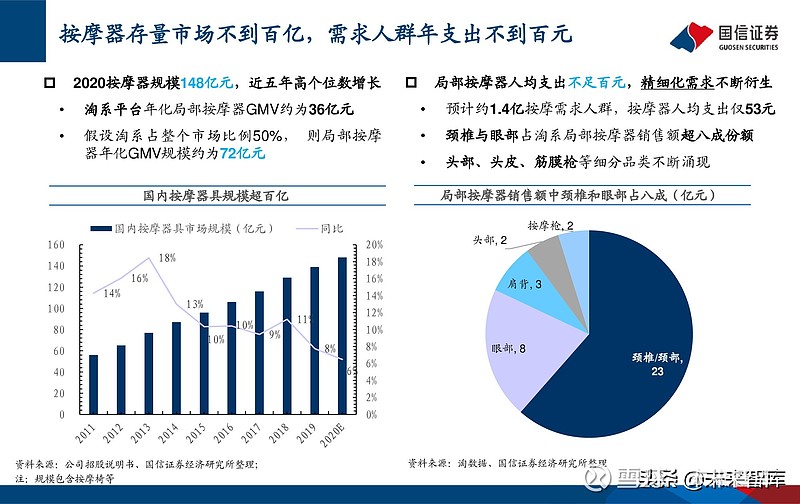 按摩器存量市场不到百亿，需求人群年支出不到百元
国信证券
GUOSEN SECURITIES
2020按摩器规模148亿元，近五年高个位数增长
• 淘系平台年化局部按摩器GMV约为36亿元
• 假设淘系占整个市场比例50%， 则局部按摩
器年化GMV规模约为72亿元
国内按摩器具规模超百亿
国内按摩器具市场规模（亿元）
同比
160
140
120
100
80
60
40
20
0
20%
18%
16%
14%
12%
10%
8%
6%
4%
2%
0%
14%
16%
18%
13%
10%
10%
9%
11%
8%
6
2011
2012
2013
2014
2015
2016
2017
2018
2019
2020E
资料来源：公司招股说明书、国信证券经济研究所整理；
注：规模包含按摩椅等
局部按摩器人均支出不足百元，精细化需求不断衍生
• 预计约1.4亿按摩需求人群，按摩器人均支出仅53元
• 颈椎与眼部占淘系局部按摩器销售额超八成份额
• 头部、头皮、筋膜枪等细分品类不断涌现
局部按摩器销售额中颈椎和眼部占八成（亿元）
按摩枪, 2
头部, 2
肩背, 3
眼部, 8
颈椎/颈部,
23
资料来源：淘数据、国信证券经济研究所整理